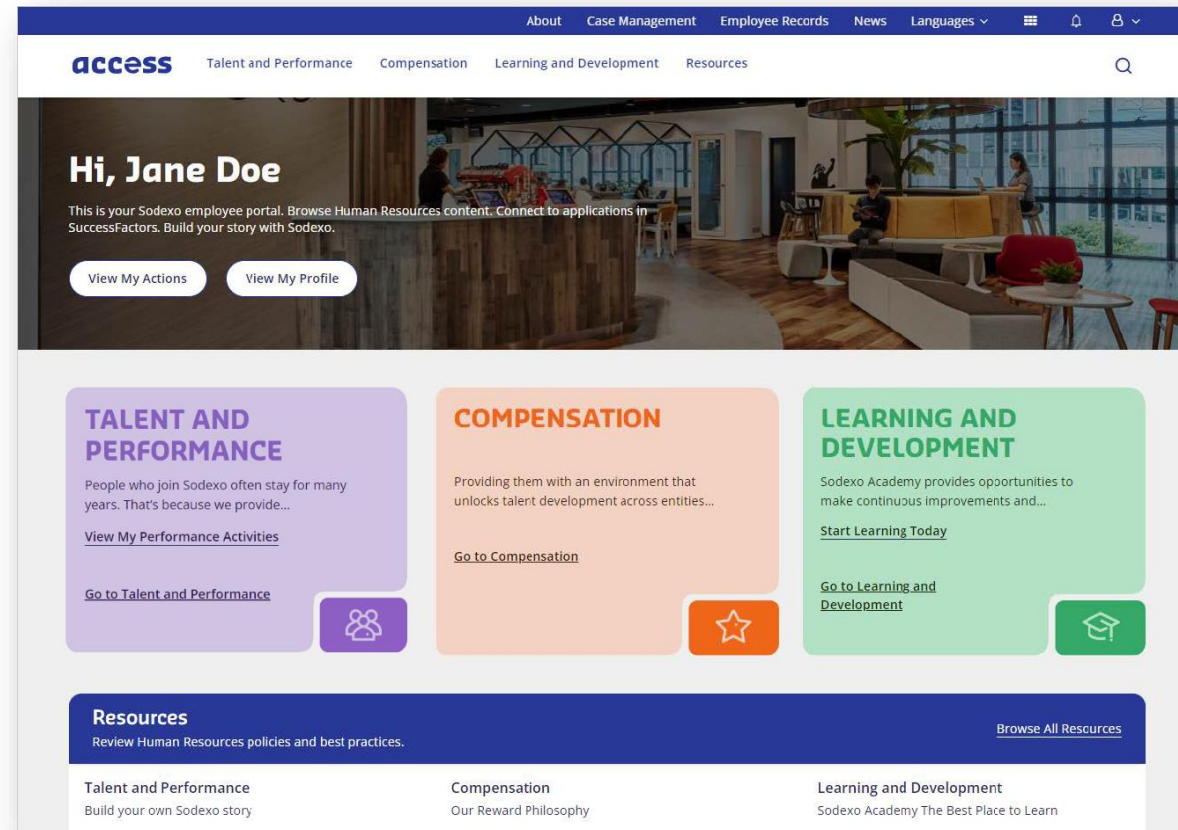 About Case Management Employee Records News Languages
access Talent and Performance Compensation Learning and Development Resources
Hi, Jane Doe
This is your Sodexo employee portal. Browse Human Resources content. Connect to applications in
SuccessFactors. Build your story with Sodexo.
View My Actions View My Profile
TALENT AND
PERFORMANCE
People who join Sodexo often stay for many
years. That's because we provide...
View My Performance Activities
Go to Talent and Performance
COMPENSATION
Providing them with an environment that
unlocks talent development across entities...
Go to Compensation
LEARNING AND
DEVELOPMENT
Sodexo Academy provides opportunities to
make continuous improvements and...
Start Learning Today
Go to Learning and
Development
Resources
Review Human Resources policies and best practices.
Browse All Resources
Talent and Performance
Build your own Sodexo story
Compensation
Our Reward Philosophy
Learning and Development
Sodexo Academy The Best Place to Learn